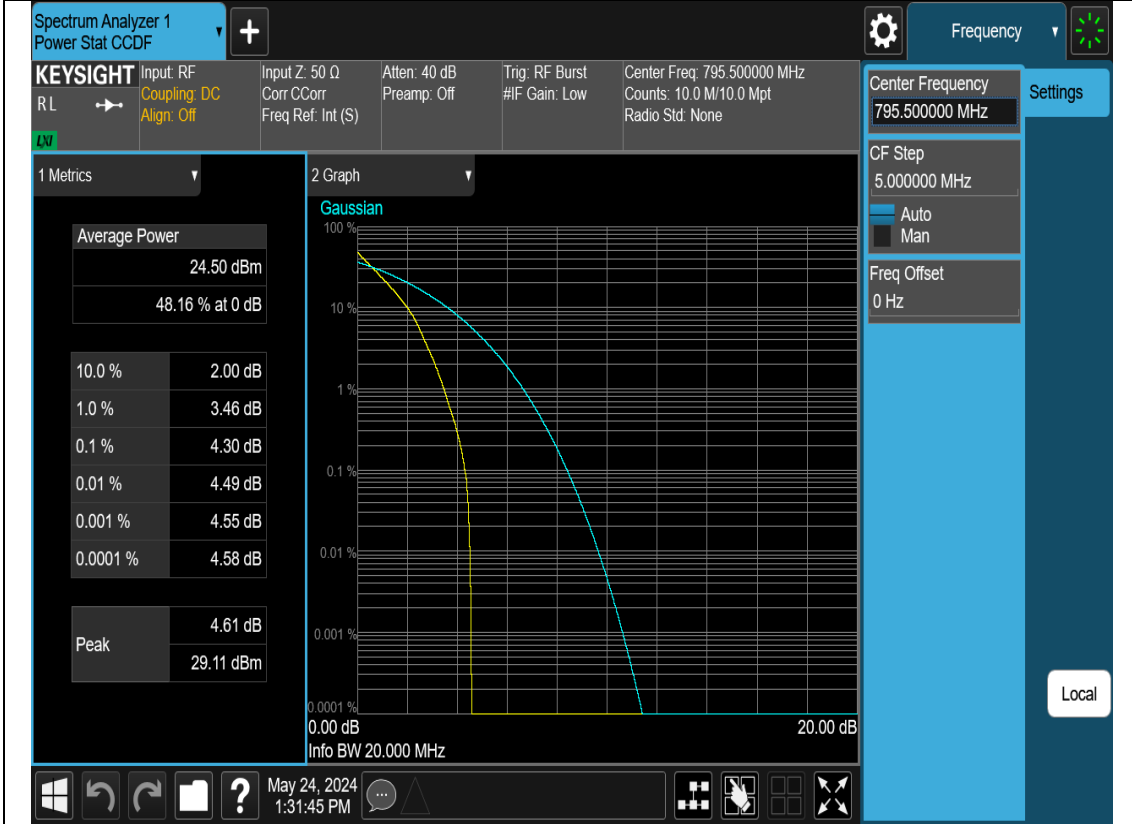 Spectrum Analyzer 1
Power Stat CCDF
Frequency
KEYSIGHT
RL
LXI
Input: RF
Coupling: DC
Align: Off
Input Z: 50 Ω
Corr CCorr
Freq Ref: Int (S)
Atten: 40 dB
Preamp: Off
Trig: RF Burst
#IF Gain: Low
Center Freq: 795.500000 MHz
Counts: 10.0 M/10.0 Mpt
Radio Std: None
Center Frequency
795.500000 MHz
Settings
CF Step
5.000000 MHz
Auto
Man
Freq Offset
0 Hz
1 Metrics
Average Power
24.50 dBm
48.16 % at 0 dB
10.0 % 2.00 dB
1.0 % 3.46 dB
0.1 % 4.30 dB
0.01 % 4.49 dB
0.001 % 4.55 dB
0.0001 % 4.58 dB
Peak 4.61 dB
29.11 dBm
2 Graph
Gaussian
100 %
10 %
1 %
0.1 %
0.01 %
0.001 %
0.0001 %
0.00 dB 20.00 dB
Info BW 20.000 MHz
Local
?
May 24, 2024
1:31:45 PM